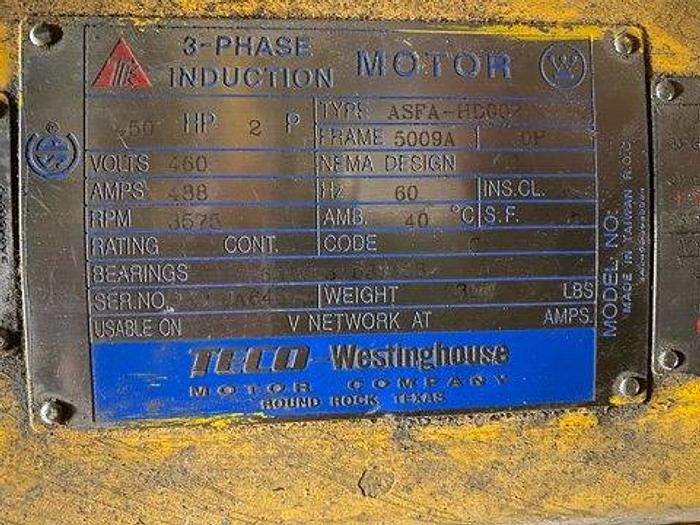 3-PHASE INDUCTION MOTOR
450 HP 2 P TYPE ASFA-
FRAME 5009A DP
VOLTS 460 NEMA DESIGN
AMPS 488 Hz 60 INS.CL.
RPM 3575 AMB. 40 °C S.F.
RATING CONT. CODE
BEARINGS
SER.NO. WEIGHT LBS
USABLE ON V NETWORK AT AMPS.
MODEL NO:
MADE IN TAIWAN R.O.C.
TECO Westinghouse
MOTOR COMPANY
ROUND ROCK, TEXAS